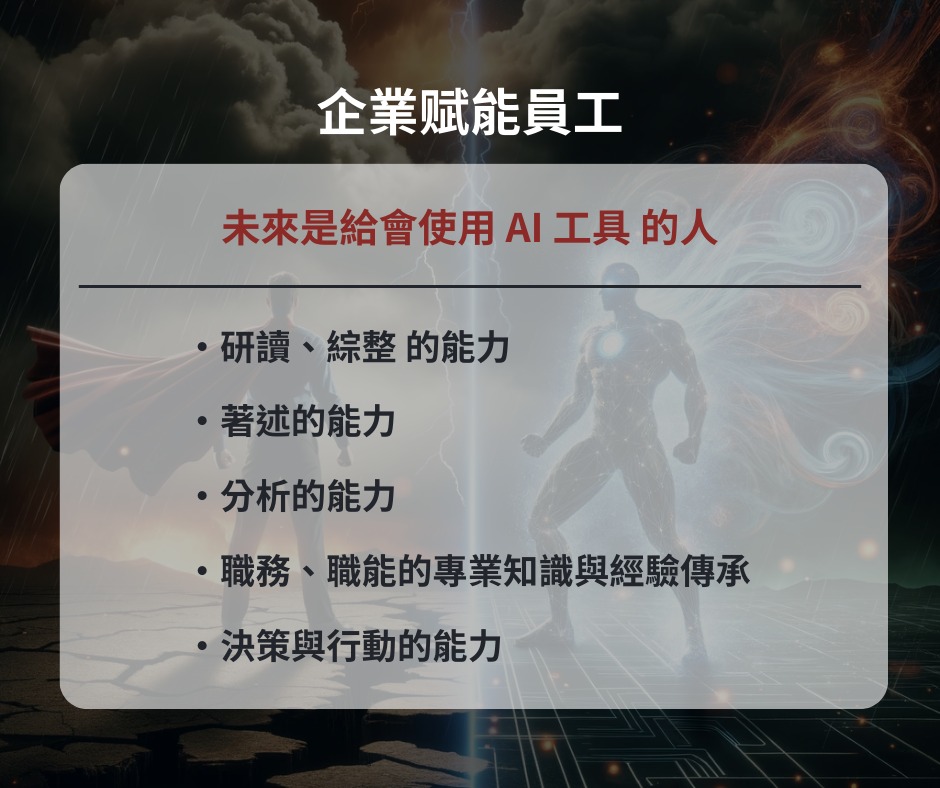 企業赋能員工
未來是給會使用 AI 工具 的人
・研讀、綜整 的能力
・著述的能力
・分析的能力
・職務、職能的專業知識與經驗傳承
・決策與行動的能力